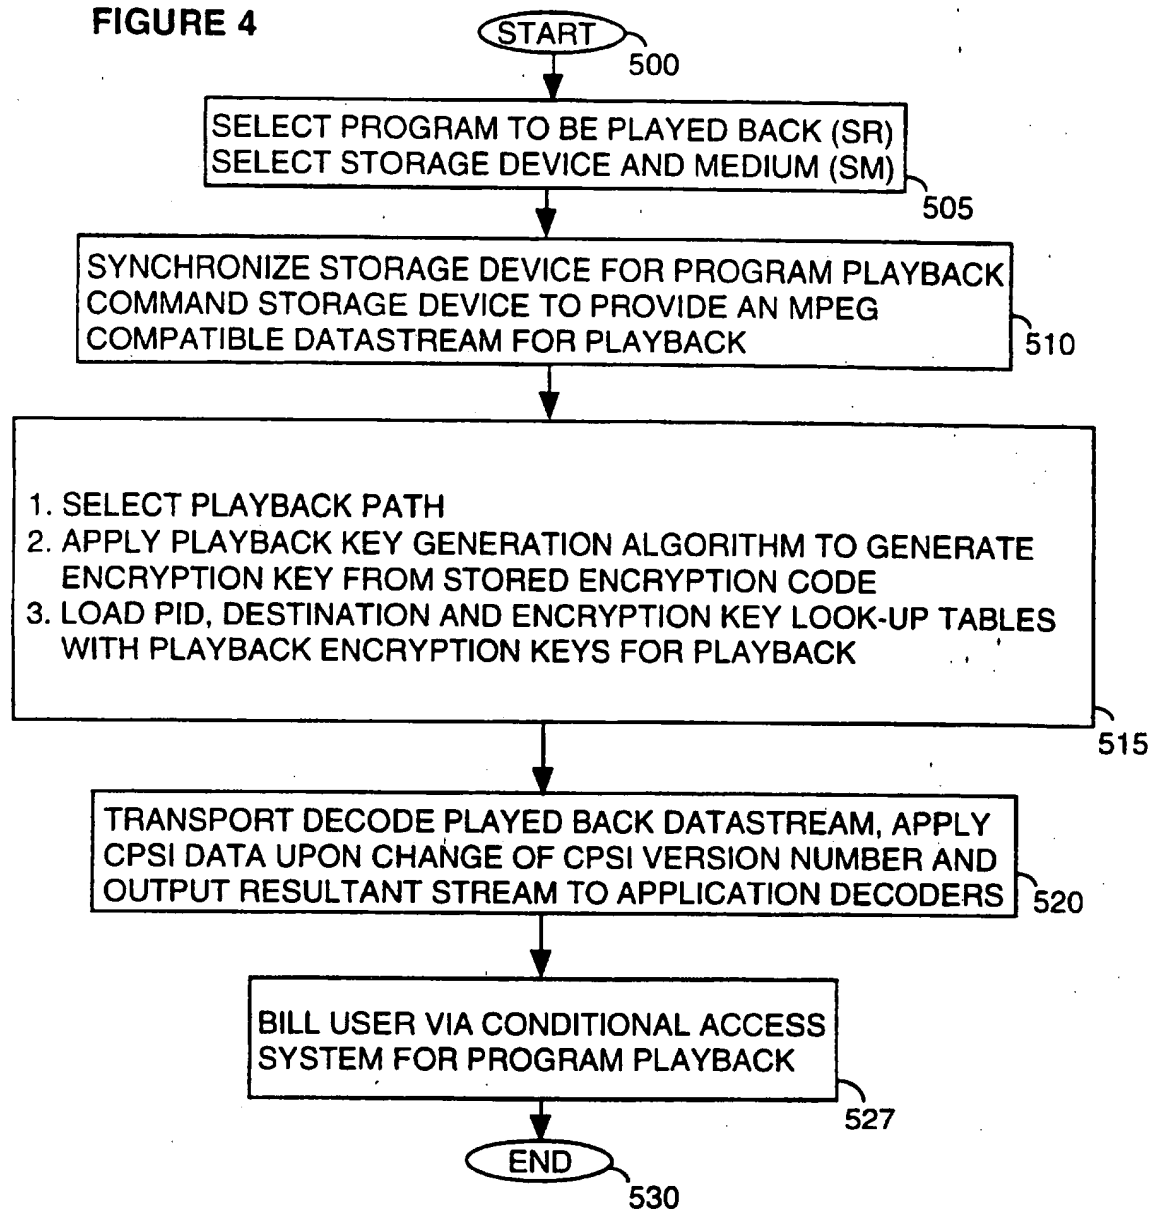 FIGURE 4
START
500
SELECT PROGRAM TO BE PLAYED BACK (SR)
SELECT STORAGE DEVICE AND MEDIUM (SM)
505
SYNCHRONIZE STORAGE DEVICE FOR PROGRAM PLAYBACK
COMMAND STORAGE DEVICE TO PROVIDE AN MPEG
COMPATIBLE DATASTREAM FOR PLAYBACK
510
1. SELECT PLAYBACK PATH
2. APPLY PLAYBACK KEY GENERATION ALGORITHM TO GENERATE
ENCRYPTION KEY FROM STORED ENCRYPTION CODE
3. LOAD PID, DESTINATION AND ENCRYPTION KEY LOOK-UP TABLES
WITH PLAYBACK ENCRYPTION KEYS FOR PLAYBACK
515
TRANSPORT DECODE PLAYED BACK DATASTREAM, APPLY
CPSI DATA UPON CHANGE OF CPSI VERSION NUMBER AND
OUTPUT RESULTANT STREAM TO APPLICATION DECODERS
520
BILL USER VIA CONDITIONAL ACCESS
SYSTEM FOR PROGRAM PLAYBACK
527
END
530